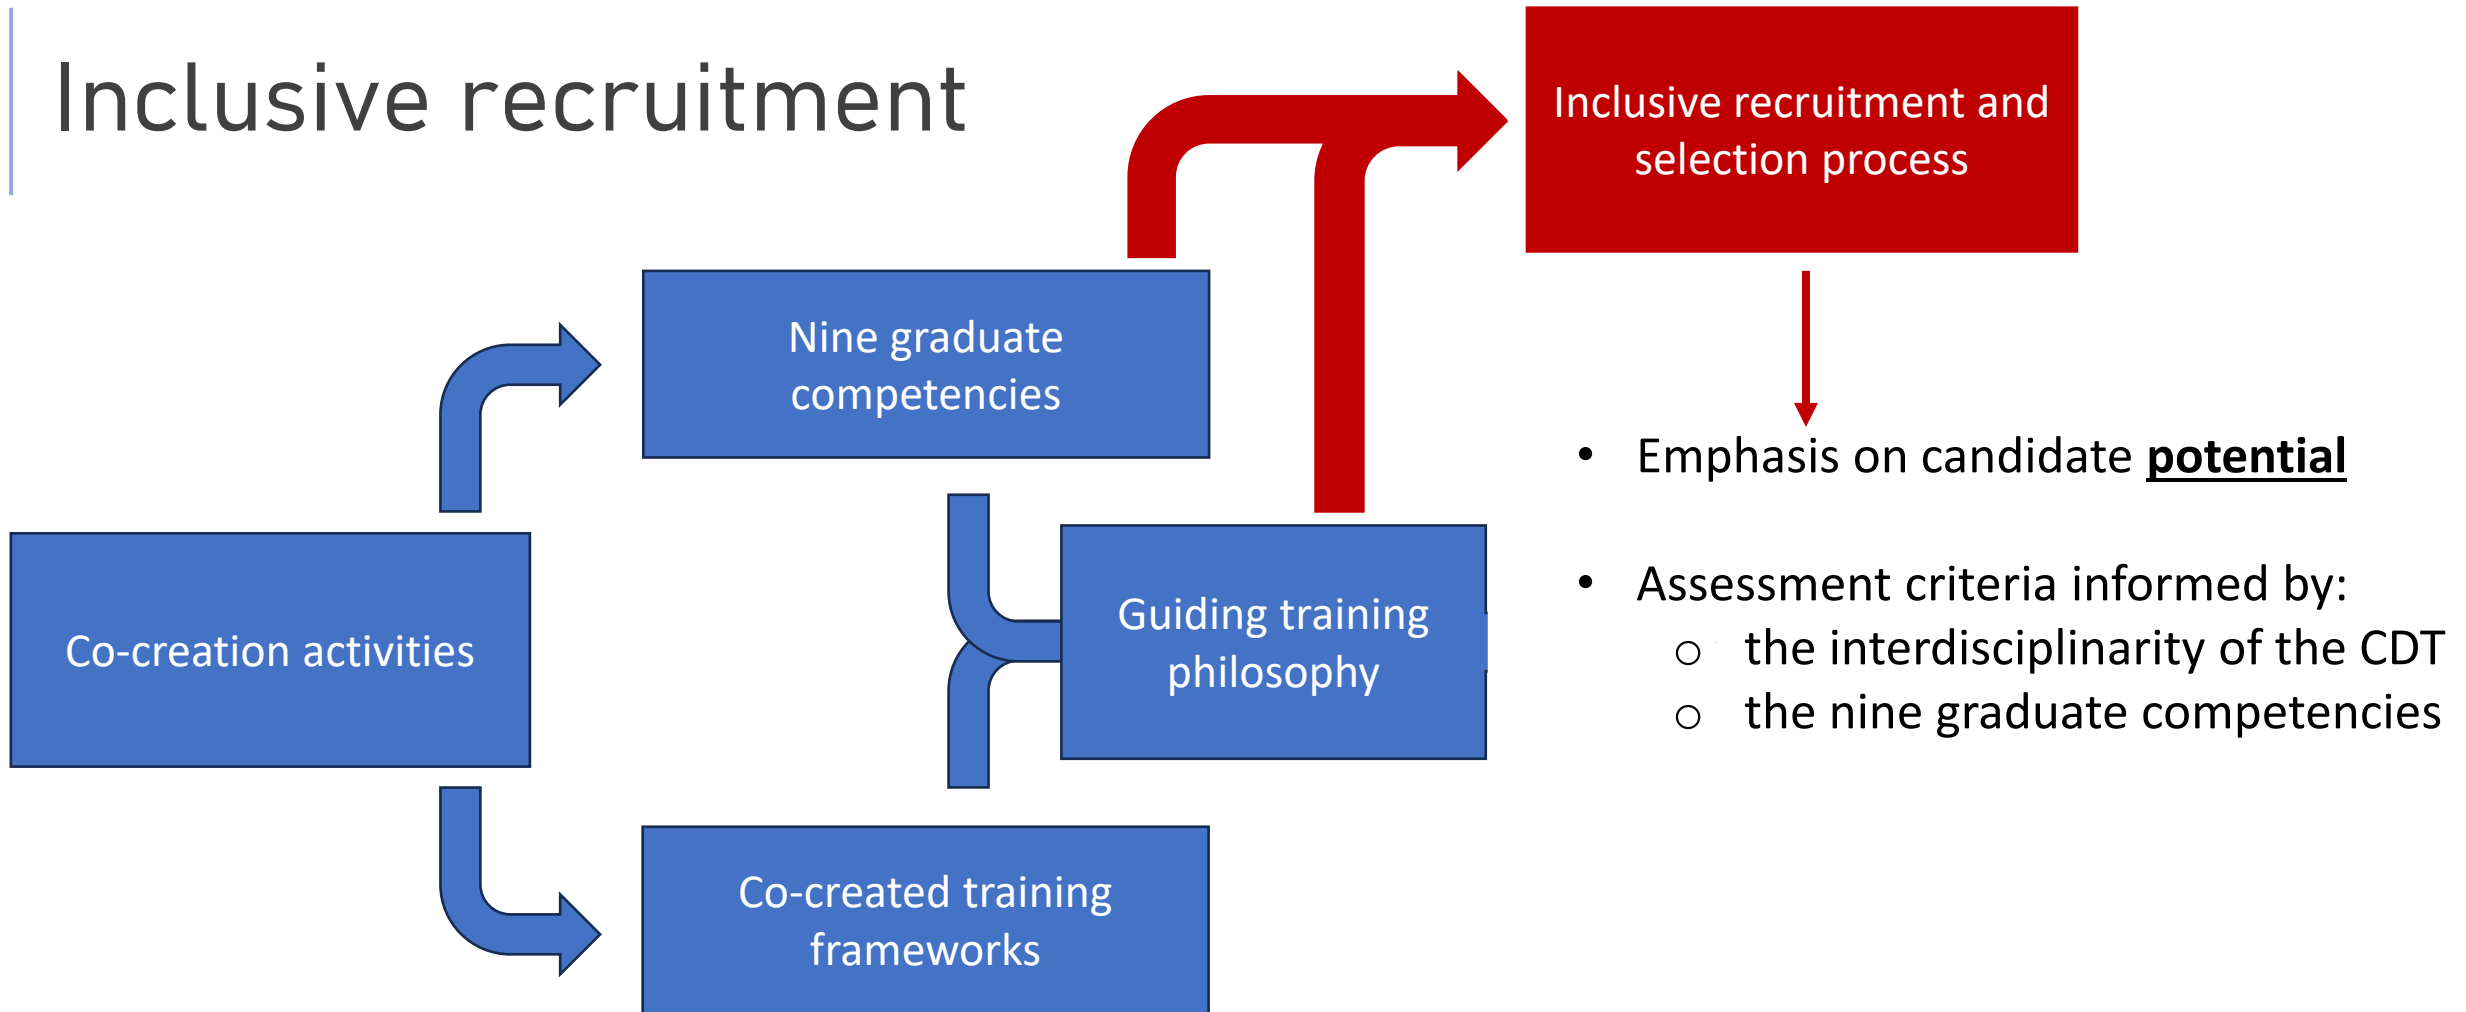 Inclusive recruitment
Inclusive recruitment and
selection process
Nine graduate
competencies
Co-creation activities
Guiding training
philosophy
Co-created training
frameworks
• Emphasis on candidate potential
• Assessment criteria informed by:
○ the interdisciplinarity of the CDT
○ the nine graduate competencies